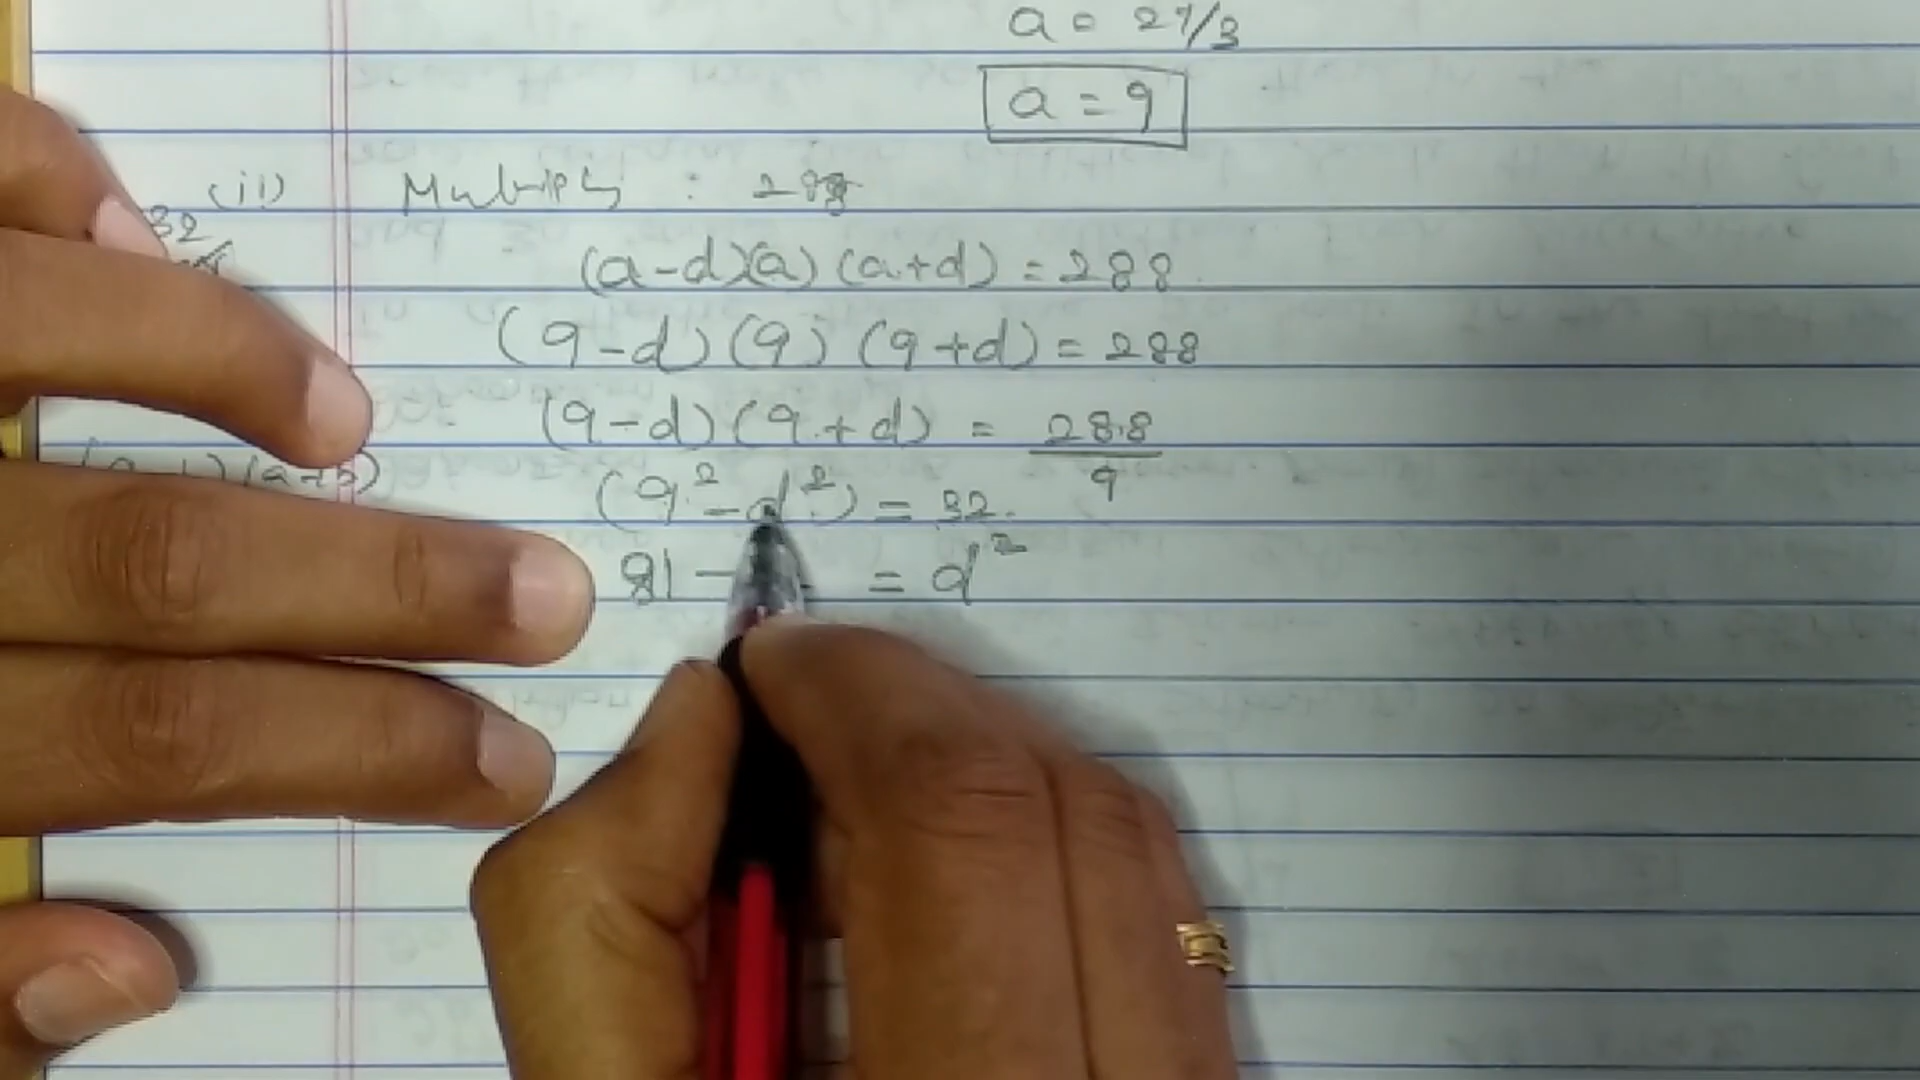 a = 27/3
a = 9
(ii) Multiply : 288
32
(a-d)(a) (a+d) = 288
(9-d) (9) (9+d) = 288
(9-d) (9+d) = 288/9
(a+b)
(9²-d²) = 32.
81 - = d²